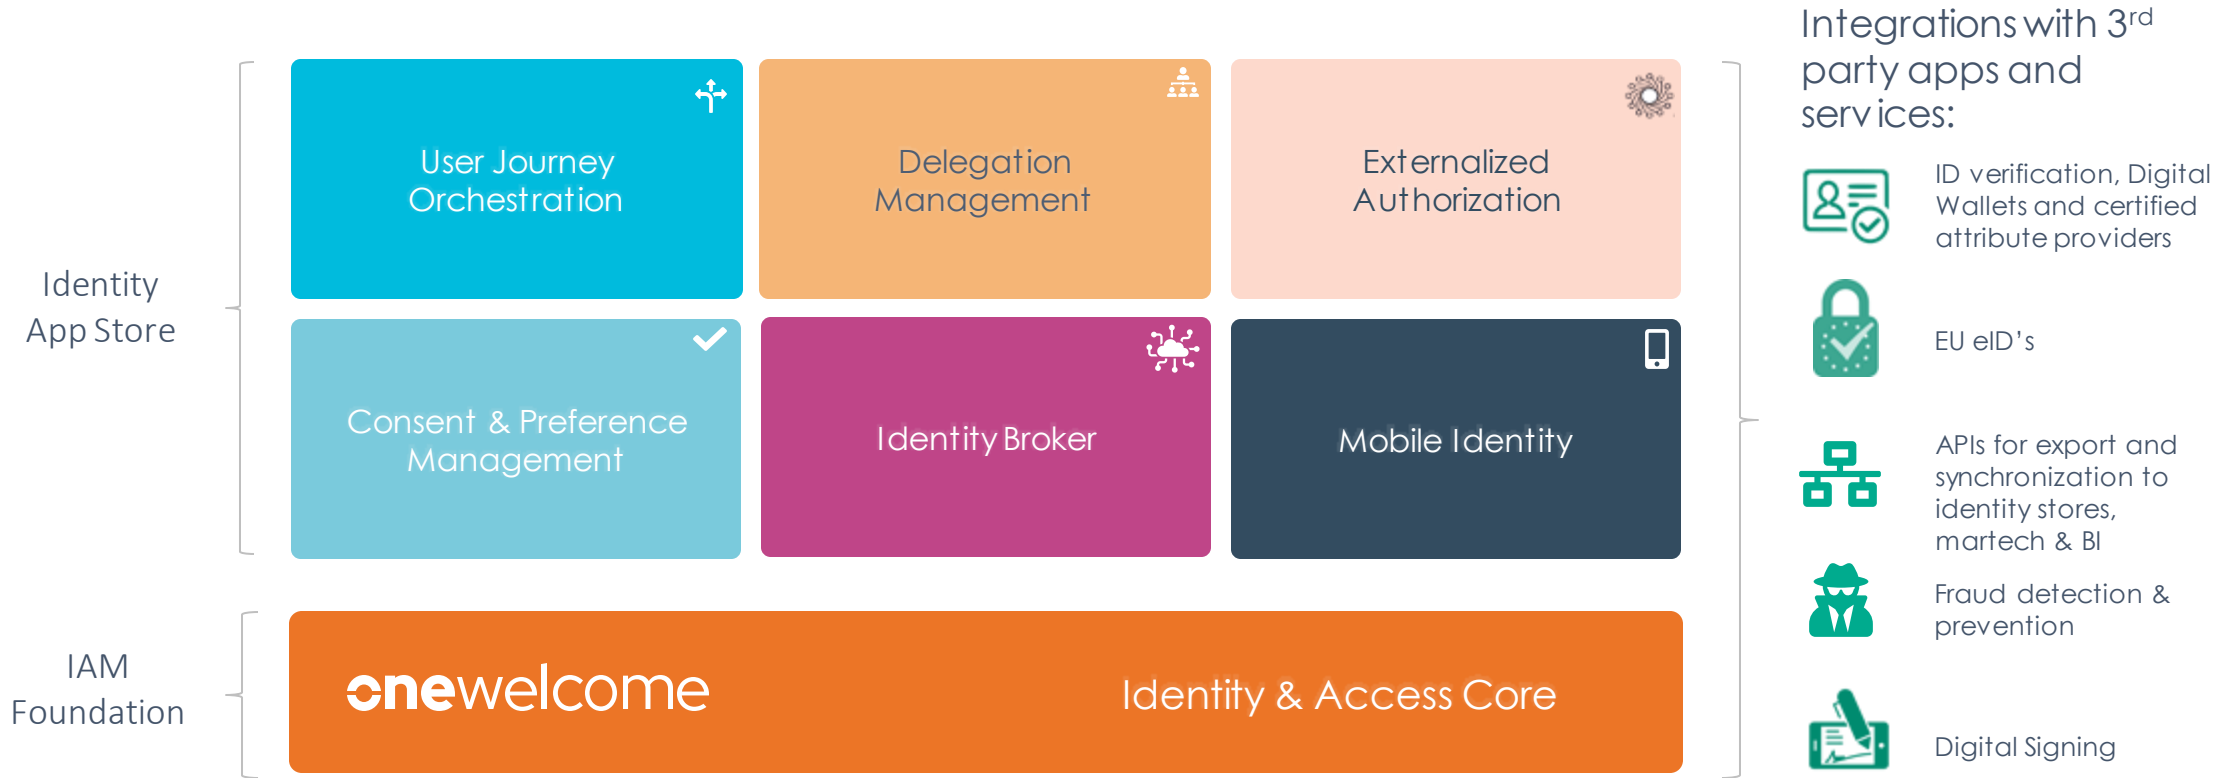 Identity
App Store
User Journey
Orchestration
Delegation
Management
Externalized
Authorization
Consent & Preference
Management
Identity Broker
Mobile Identity
IAM
Foundation
onewelcome
Identity & Access Core
Integrations with 3rd
party apps and
services:
ID verification, Digital
Wallets and certified
attribute providers
EU eID’s
APIs for export and
synchronization to
identity stores,
martech & BI
Fraud detection &
prevention
Digital Signing